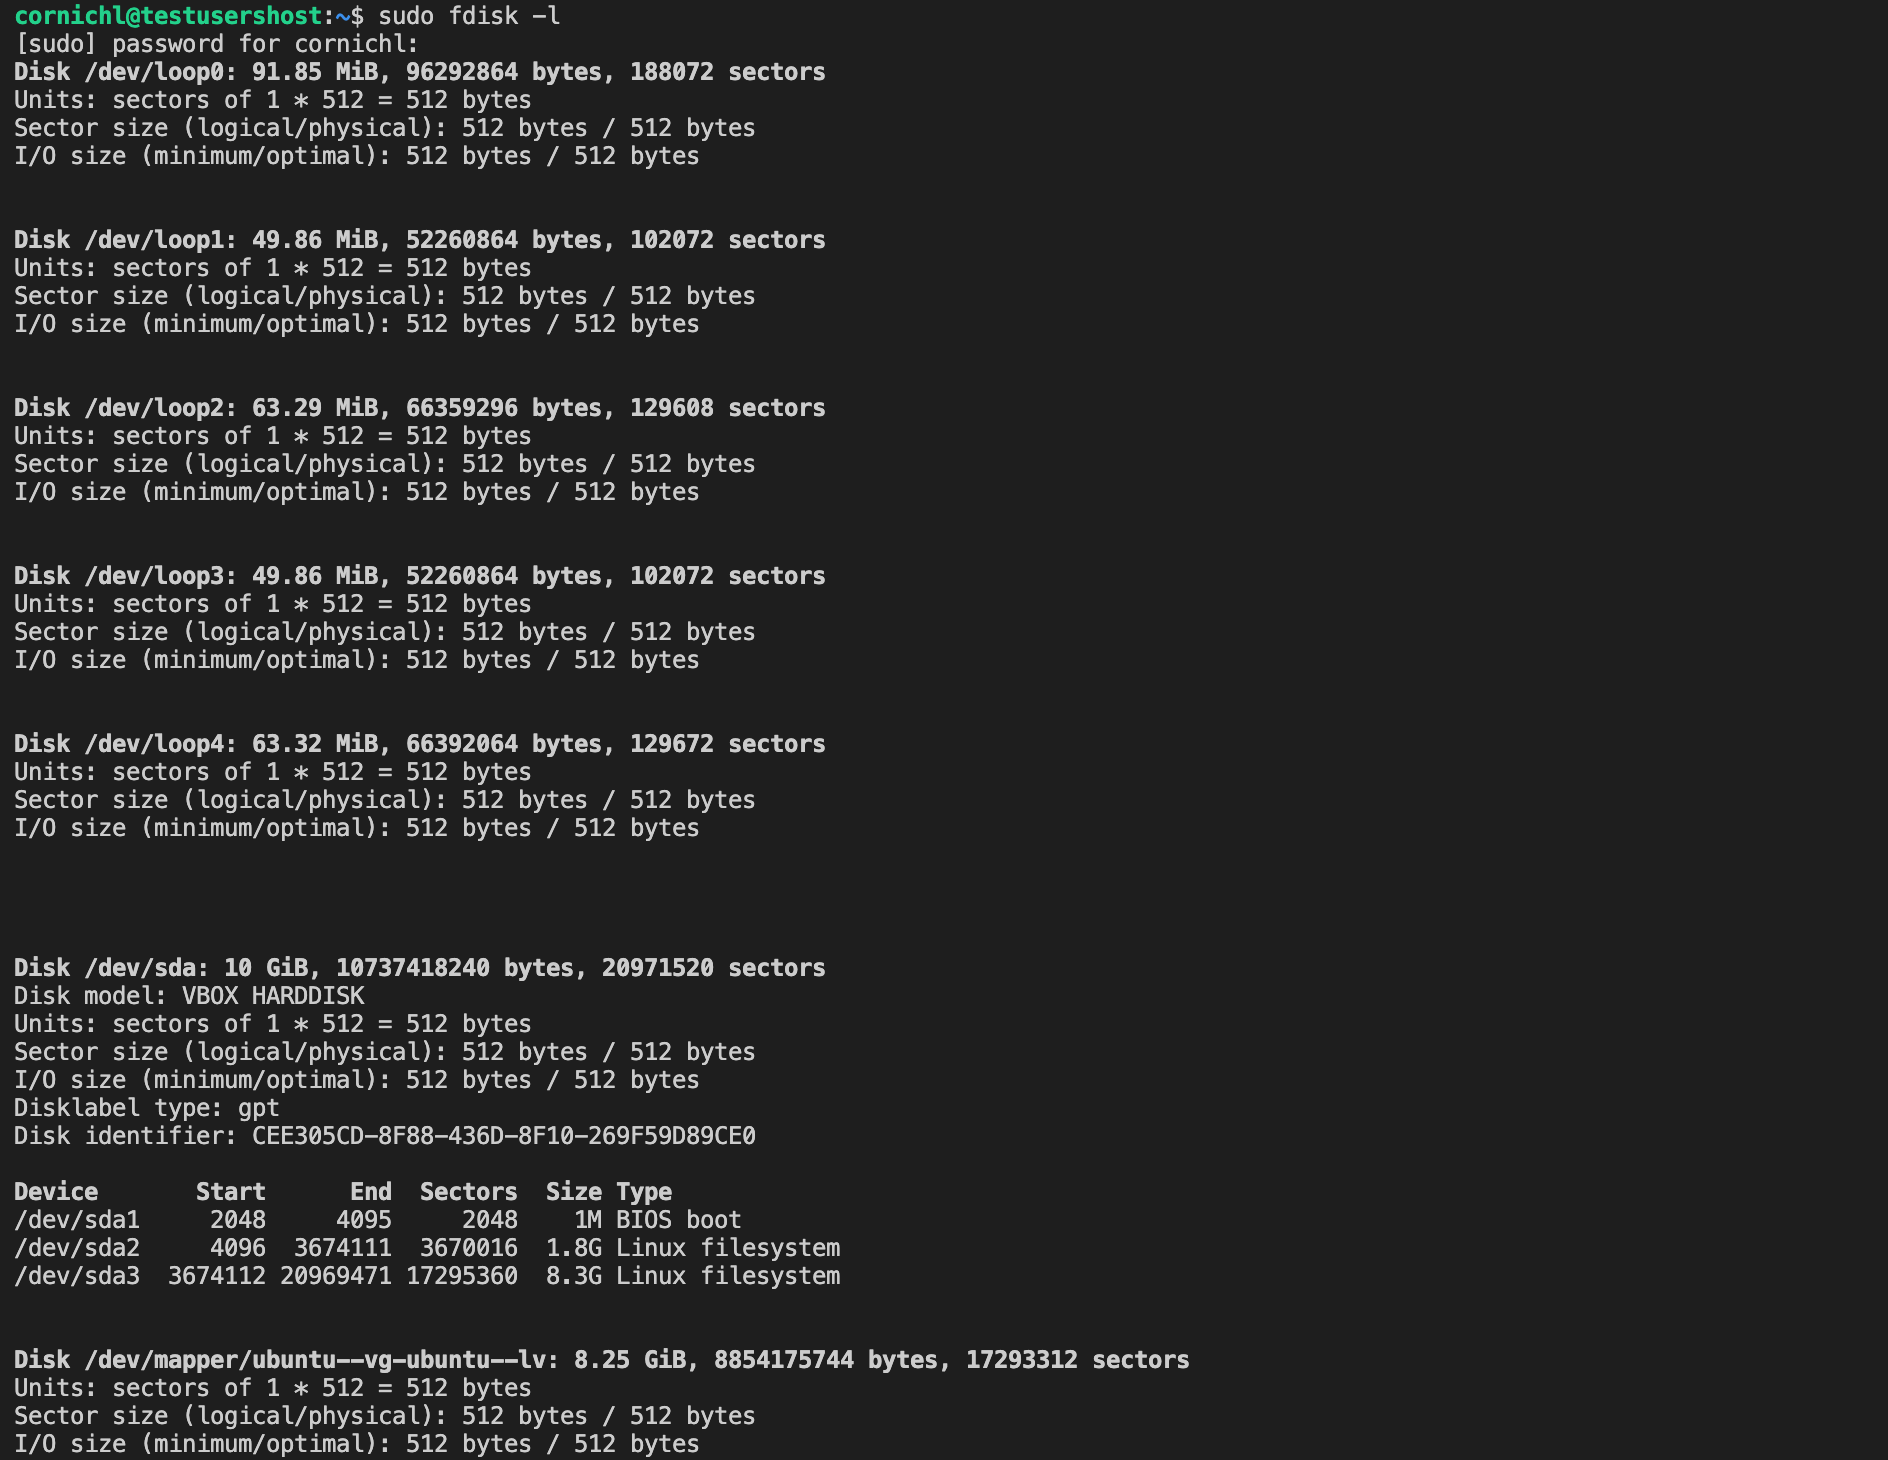 cornichl@testusershost:~$ sudo fdisk -l
[sudo] password for cornichl:
Disk /dev/loop0: 91.85 MiB, 96292864 bytes, 188072 sectors
Units: sectors of 1 * 512 = 512 bytes
Sector size (logical/physical): 512 bytes / 512 bytes
I/O size (minimum/optimal): 512 bytes / 512 bytes
Disk /dev/loop1: 49.86 MiB, 52260864 bytes, 102072 sectors
Units: sectors of 1 * 512 = 512 bytes
Sector size (logical/physical): 512 bytes / 512 bytes
I/O size (minimum/optimal): 512 bytes / 512 bytes
Disk /dev/loop2: 63.29 MiB, 66359296 bytes, 129608 sectors
Units: sectors of 1 * 512 = 512 bytes
Sector size (logical/physical): 512 bytes / 512 bytes
I/O size (minimum/optimal): 512 bytes / 512 bytes
Disk /dev/loop3: 49.86 MiB, 52260864 bytes, 102072 sectors
Units: sectors of 1 * 512 = 512 bytes
Sector size (logical/physical): 512 bytes / 512 bytes
I/O size (minimum/optimal): 512 bytes / 512 bytes
Disk /dev/loop4: 63.32 MiB, 66392064 bytes, 129672 sectors
Units: sectors of 1 * 512 = 512 bytes
Sector size (logical/physical): 512 bytes / 512 bytes
I/O size (minimum/optimal): 512 bytes / 512 bytes
Disk /dev/sda: 10 GiB, 10737418240 bytes, 20971520 sectors
Disk model: VBOX HARDDISK
Units: sectors of 1 * 512 = 512 bytes
Sector size (logical/physical): 512 bytes / 512 bytes
I/O size (minimum/optimal): 512 bytes / 512 bytes
Disklabel type: gpt
Disk identifier: CEE305CD-8F88-436D-8F10-269F59D89CE0
Device       Start      End  Sectors  Size Type
/dev/sda1     2048     4095     2048    1M BIOS boot
/dev/sda2     4096  3674111  3670016  1.8G Linux filesystem
/dev/sda3  3674112 20969471 17295360  8.3G Linux filesystem
Disk /dev/mapper/ubuntu--vg-ubuntu--lv: 8.25 GiB, 8854175744 bytes, 17293312 sectors
Units: sectors of 1 * 512 = 512 bytes
Sector size (logical/physical): 512 bytes / 512 bytes
I/O size (minimum/optimal): 512 bytes / 512 bytes